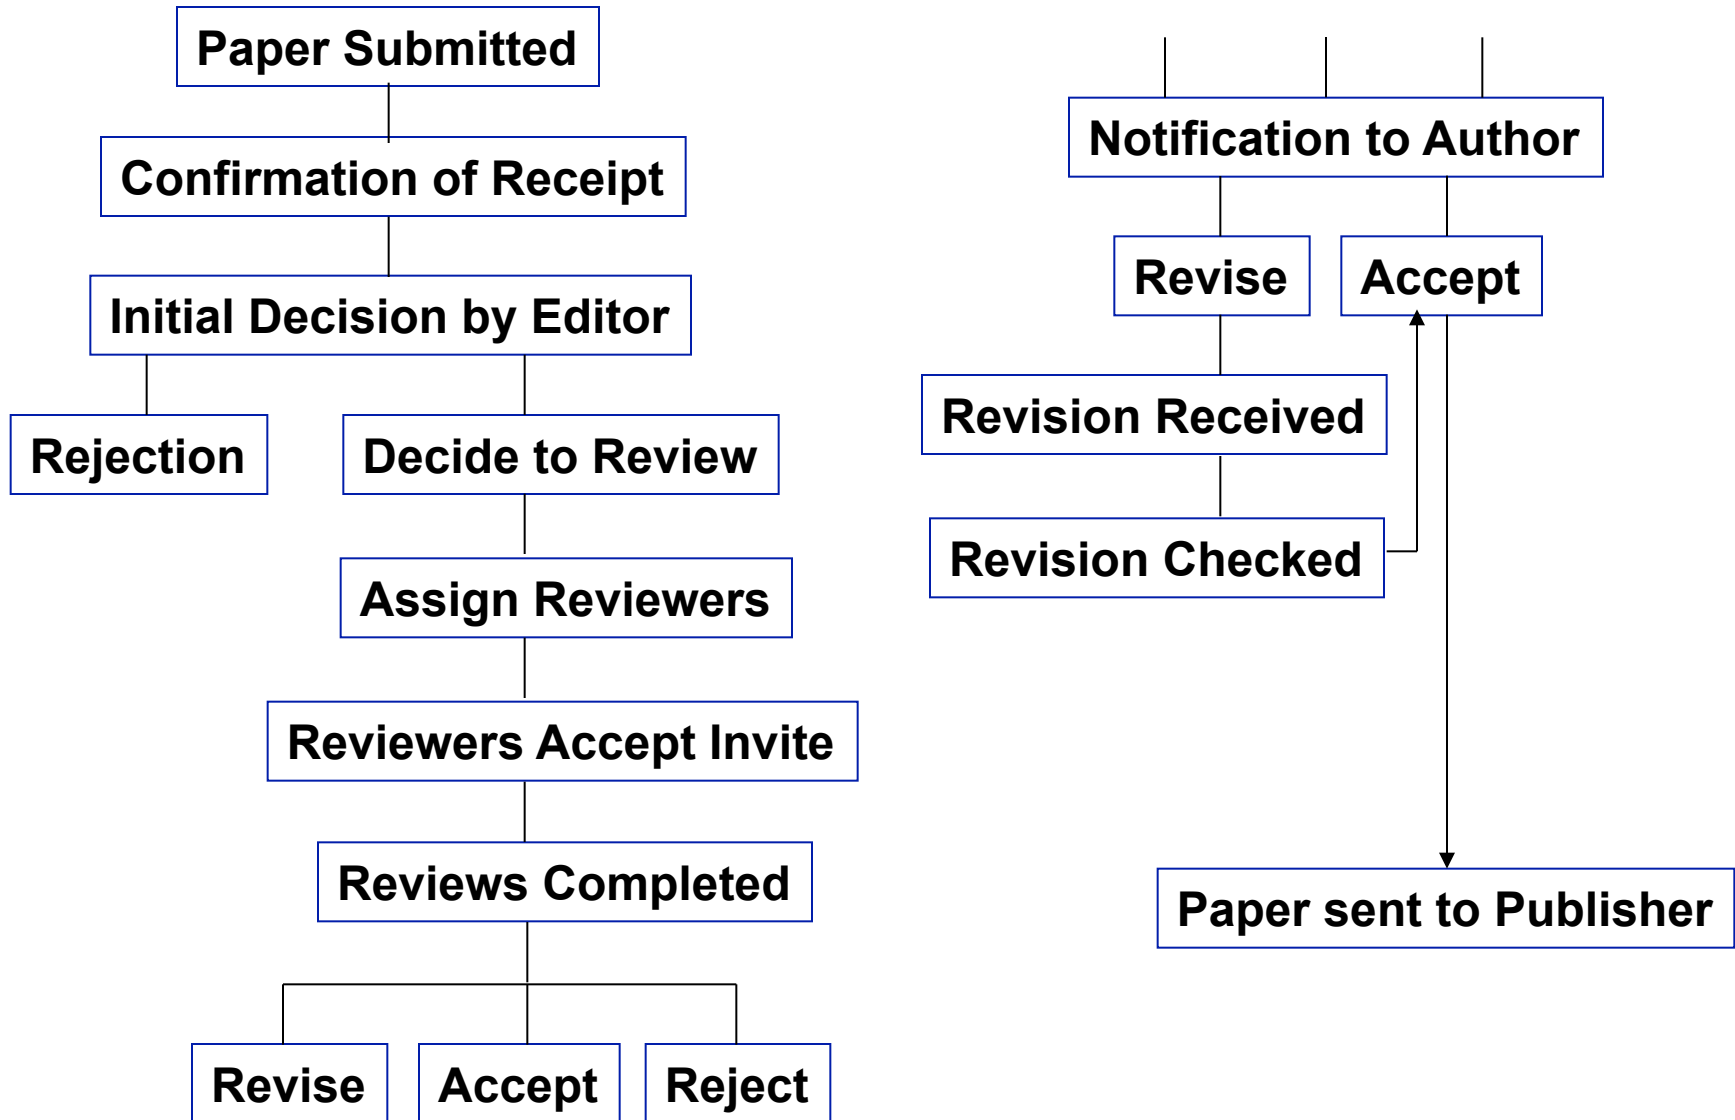 Paper Submitted
Confirmation of Receipt
Initial Decision by Editor
Rejection
Decide to Review
Assign Reviewers
Reviewers Accept Invite
Reviews Completed
Revise
Accept
Reject
Notification to Author
Revise
Accept
Revision Received
Revision Checked
Paper sent to Publisher